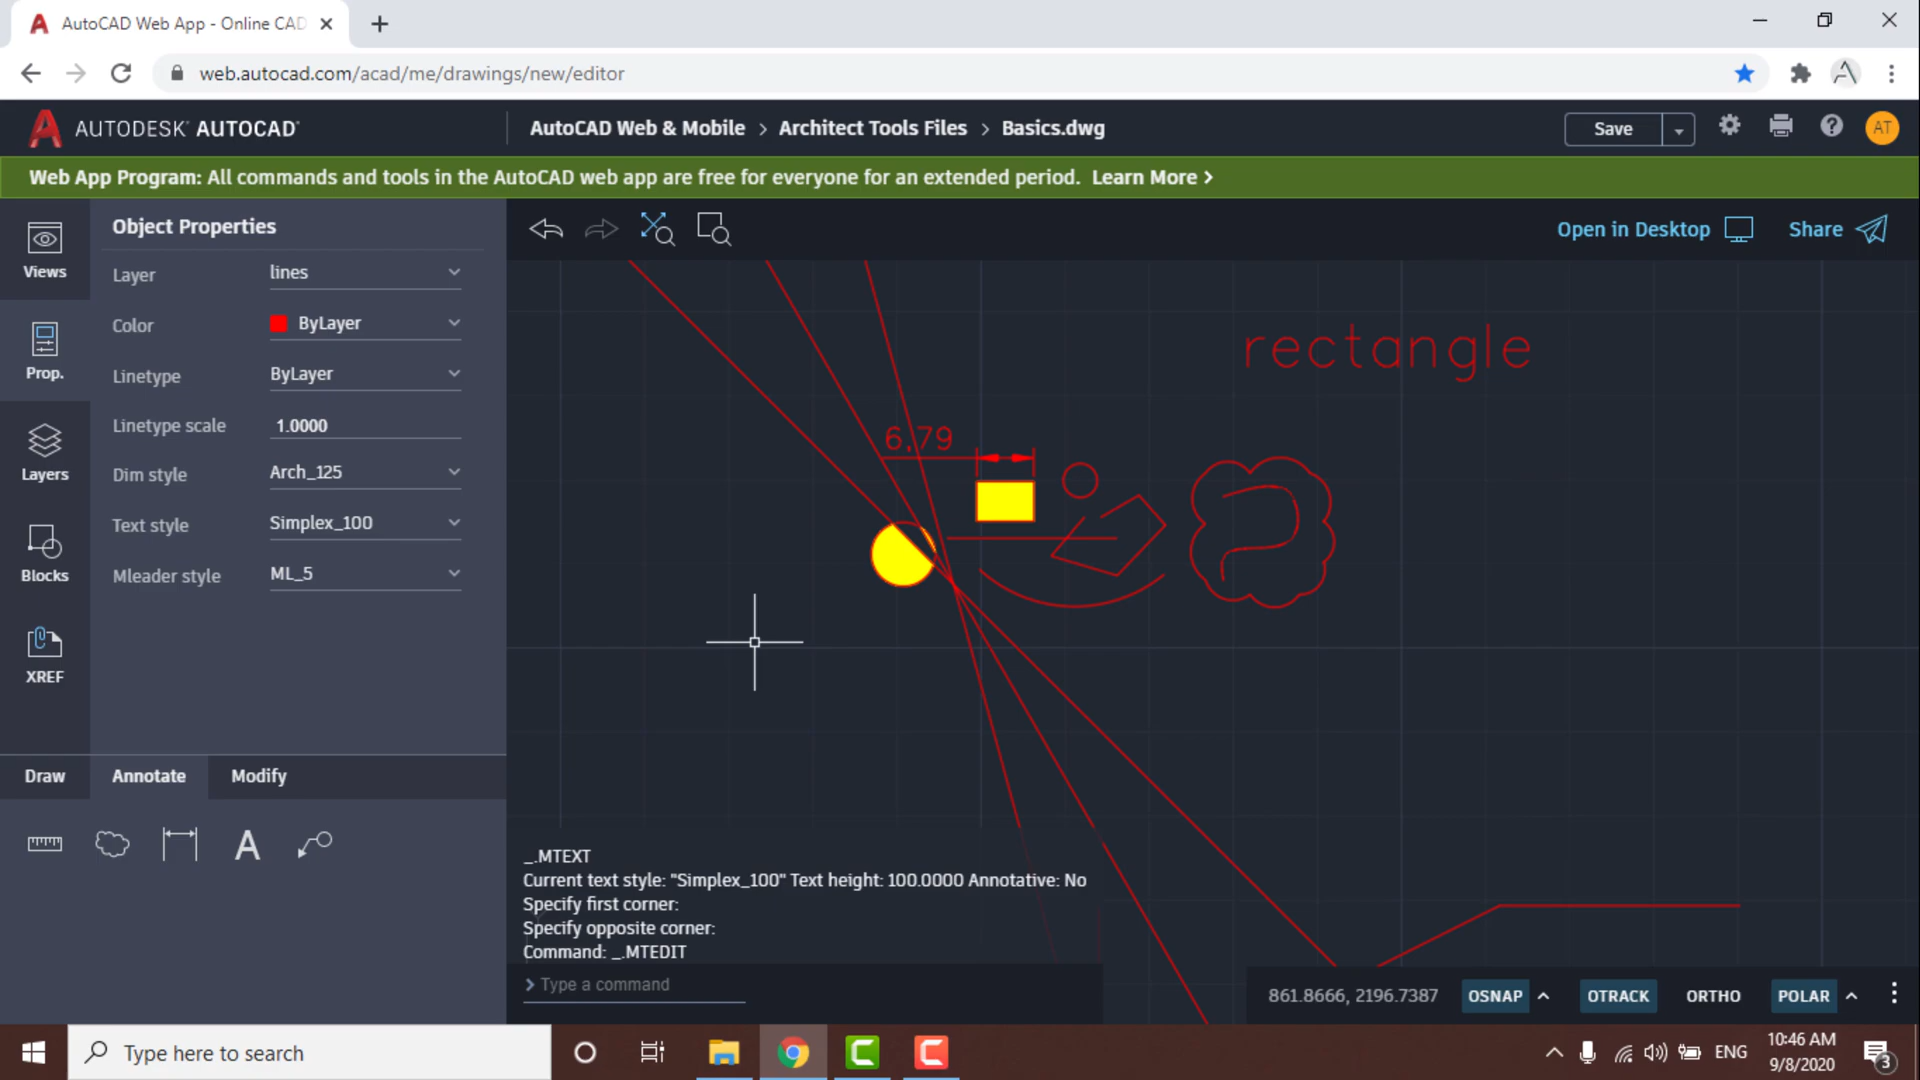 AutoCAD Web App - Online CAD
web.autocad.com/acad/me/drawings/new/editor
AUTODESK® AUTOCAD®
AutoCAD Web & Mobile > Architect Tools Files > Basics.dwg
Save
AT
Web App Program: All commands and tools in the AutoCAD web app are free for everyone for an extended period. Learn More >
Views
Prop.
Layers
Blocks
XREF
Object Properties
Layer lines
Color ByLayer
Linetype ByLayer
Linetype scale 1.0000
Dim style Arch_125
Text style Simplex_100
Mleader style ML_5
Open in Desktop
Share
rectangle
6,79
Draw Annotate Modify
A
_.MTEXT
Current text style: "Simplex_100" Text height: 100.0000 Annotative: No
Specify first corner:
Specify opposite corner:
Command: _.MTEDIT
Type a command
861.8666, 2196.7387 OSNAP OTRACK ORTHO POLAR
Type here to search
ENG
10:46 AM
9/8/2020
3